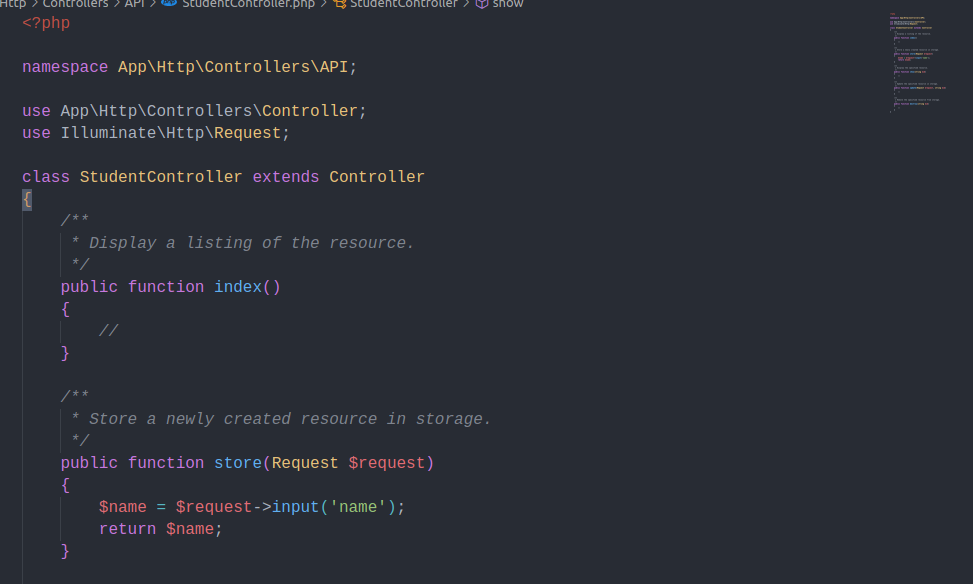 Http > Controllers > API > StudentController.php > StudentController > show
<?php
namespace App\Http\Controllers\API;
use App\Http\Controllers\Controller;
use Illuminate\Http\Request;
class StudentController extends Controller
{
    /**
     * Display a listing of the resource.
     */
    public function index()
    {
        //
    }
    /**
     * Store a newly created resource in storage.
     */
    public function store(Request $request)
    {
        $name = $request->input('name');
        return $name;
    }